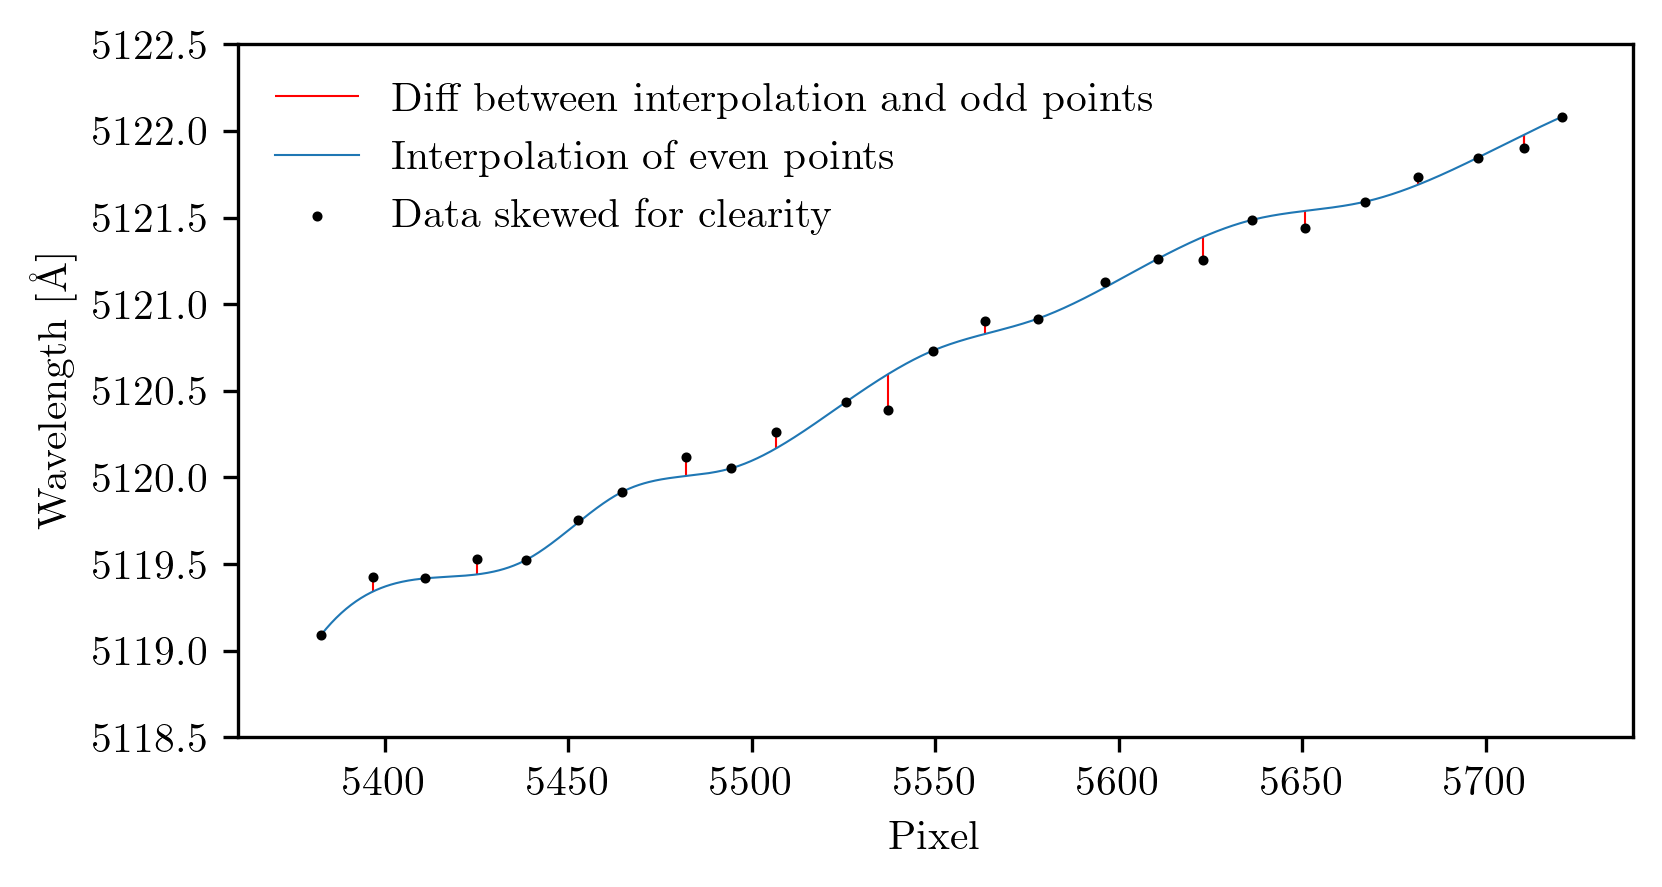 5122.5
5122.0
5121.5
5121.0
5120.5
5120.0
5119.5
5119.0
5118.5
Wavelength [Å]
Diff between interpolation and odd points
Interpolation of even points
Data skewed for clearity
5400 5450 5500 5550 5600 5650 5700
Pixel